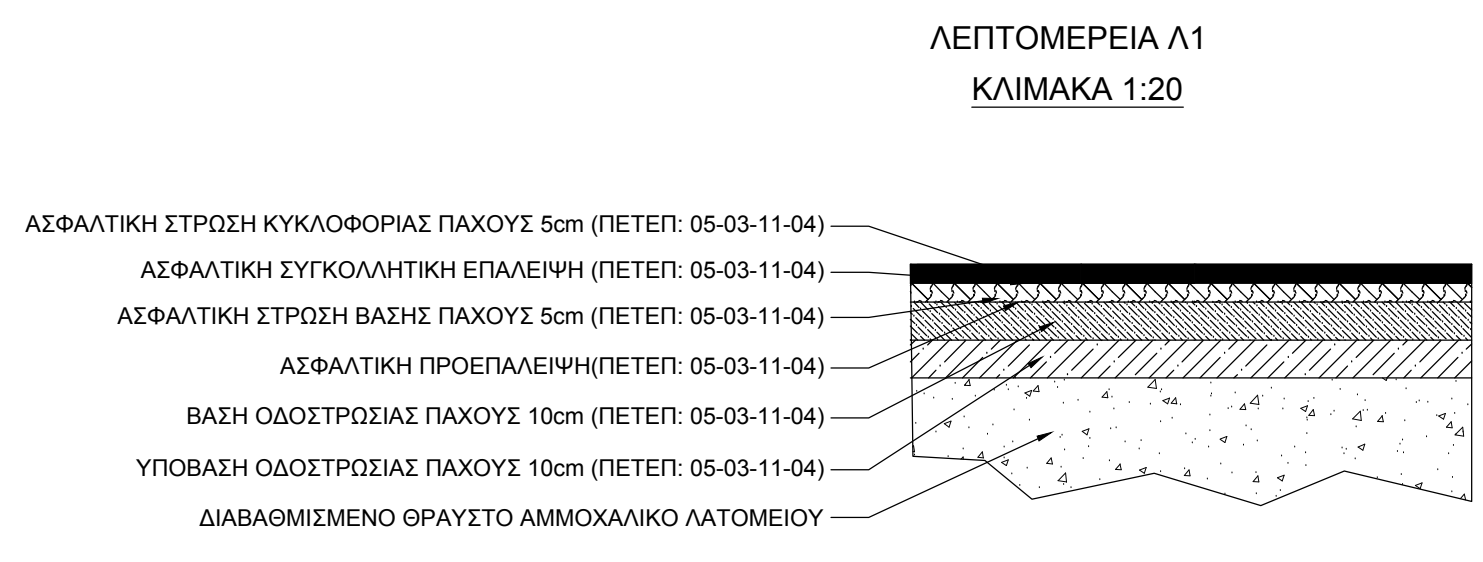 ΛΕΠΤΟΜΕΡΕΙΑ Λ1
ΚΛΙΜΑΚΑ 1:20
ΑΣΦΑΛΤΙΚΗ ΣΤΡΩΣΗ ΚΥΚΛΟΦΟΡΙΑΣ ΠΑΧΟΥΣ 5cm (ΠΕΤΕΠ: 05-03-11-04)
ΑΣΦΑΛΤΙΚΗ ΣΥΓΚΟΛΛΗΤΙΚΗ ΕΠΑΛΕΙΨΗ (ΠΕΤΕΠ: 05-03-11-04)
ΑΣΦΑΛΤΙΚΗ ΣΤΡΩΣΗ ΒΑΣΗΣ ΠΑΧΟΥΣ 5cm (ΠΕΤΕΠ: 05-03-11-04)
ΑΣΦΑΛΤΙΚΗ ΠΡΟΕΠΑΛΕΙΨΗ(ΠΕΤΕΠ: 05-03-11-04)
ΒΑΣΗ ΟΔΟΣΤΡΩΣΙΑΣ ΠΑΧΟΥΣ 10cm (ΠΕΤΕΠ: 05-03-11-04)
ΥΠΟΒΑΣΗ ΟΔΟΣΤΡΩΣΙΑΣ ΠΑΧΟΥΣ 10cm (ΠΕΤΕΠ: 05-03-11-04)
ΔΙΑΒΑΘΜΙΣΜΕΝΟ ΘΡΑΥΣΤΟ ΑΜΜΟΧΑΛΙΚΟ ΛΑΤΟΜΕΙΟΥ